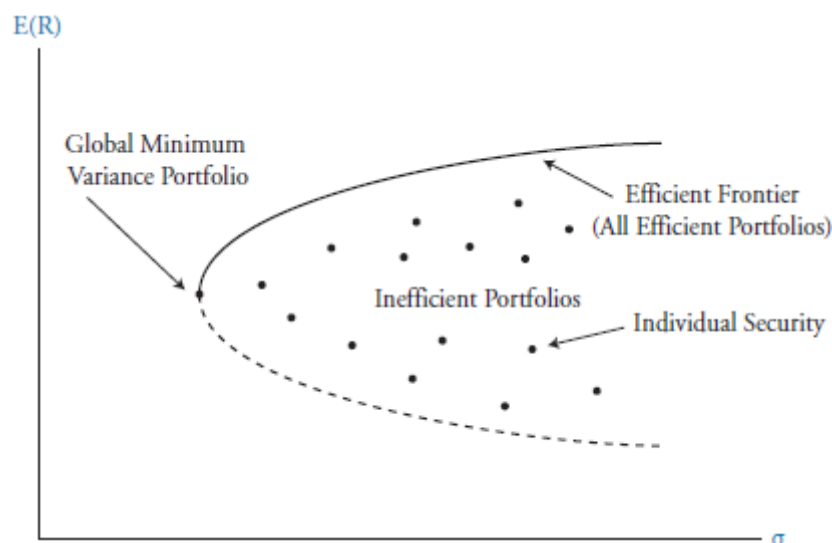 E(R)
Global Minimum
Variance Portfolio
Efficient Frontier
(All Efficient Portfolios)
Inefficient Portfolios
Individual Security
σ